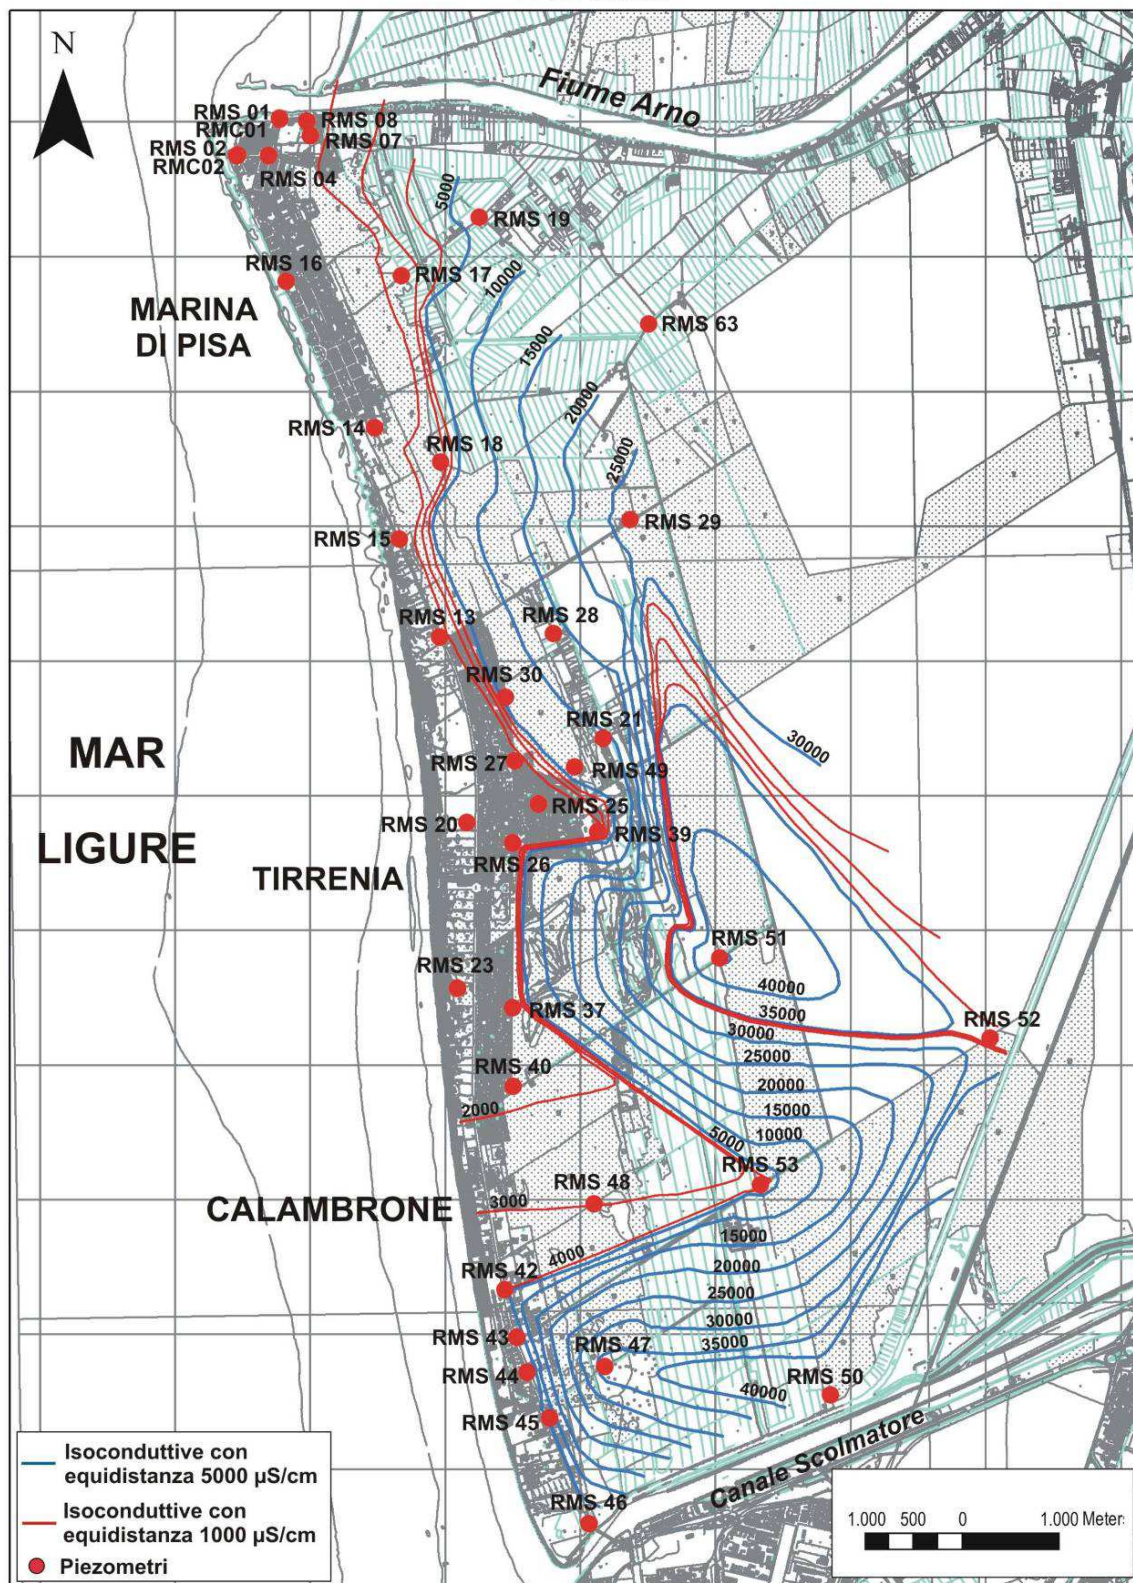 N
Fiume Arno
RMS 01
RMC01
RMS 08
RMS 07
RMS 02
RMC02
RMS 04
5000
RMS 19
RMS 16
RMS 17
10000
MARINA
DI PISA
RMS 63
15000
20000
RMS 14
RMS 18
25000
RMS 29
RMS 15
RMS 13
RMS 28
RMS 30
RMS 21
30000
MAR
LIGURE
RMS 27
RMS 49
RMS 25
RMS 20
RMS 39
RMS 26
TIRRENIA
RMS 51
RMS 23
40000
RMS 37
35000
RMS 52
30000
25000
RMS 40
20000
2000
15000
10000
5000
RMS 53
RMS 48
3000
CALAMBRONE
15000
4000
20000
RMS 42
25000
30000
RMS 43
35000
RMS 47
RMS 44
40000
RMS 50
RMS 45
Canale Scolmatore
RMS 46
Isoconduttive con
equidistanza 5000 µS/cm
Isoconduttive con
equidistanza 1000 µS/cm
Piezometri
1.000 500 0 1.000 Meters